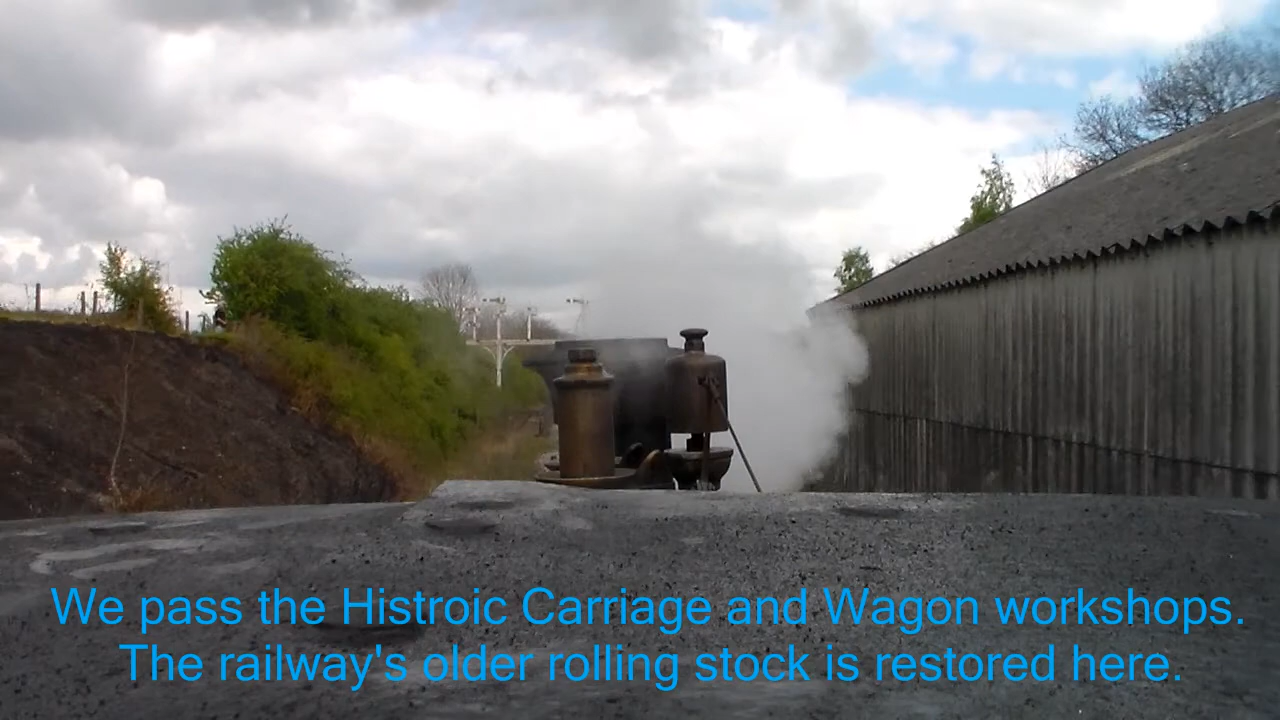 We pass the Histroic Carriage and Wagon workshops.
The railway's older rolling stock is restored here.